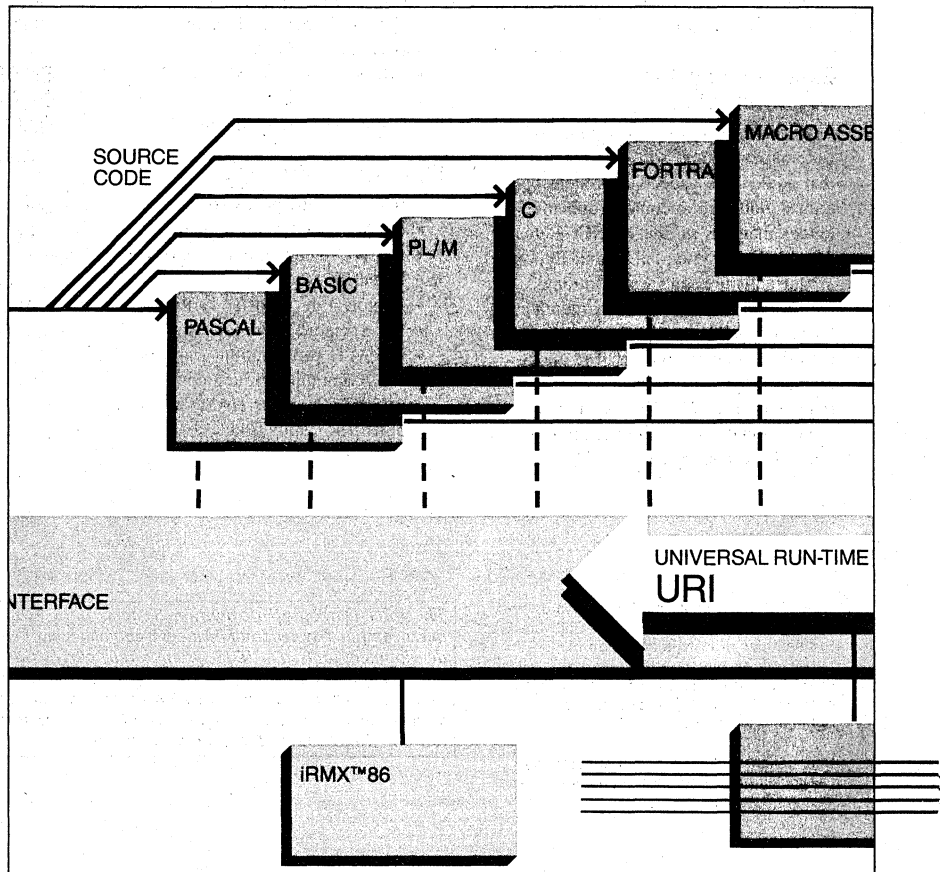 MACRO ASSE
SOURCE
CODE
FORTRA
C
PL/M
BASIC
PASCAL
UNIVERSAL RUN-TIME
URI
NTERFACE
iRMX™86